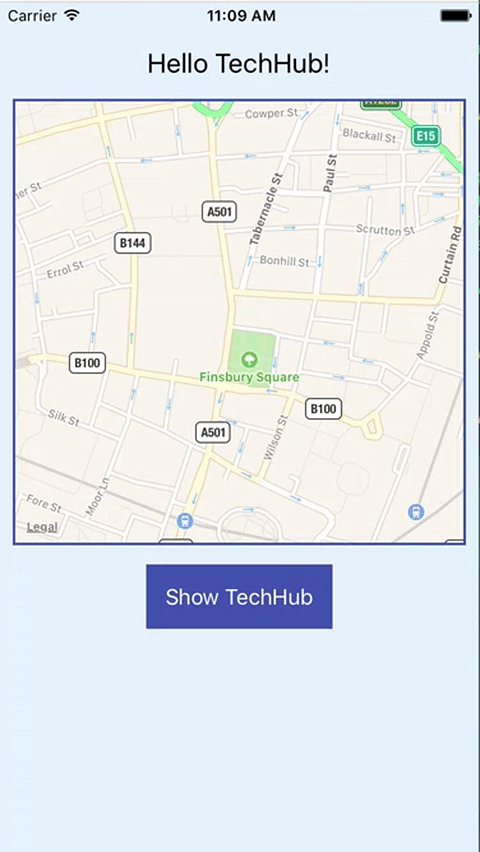 Carrier
11:09 AM
Hello TechHub!
Cowper St
E15
Blackall St
Paul St
Tabernacle St
A501
Scrutton St
B144
Curtain Rd
Bonhill St
Errol St
Appold St
B100
Finsbury Square
B100
Silk St
A501
Wilson St
Moor Ln
Fore St
Legal
Show TechHub